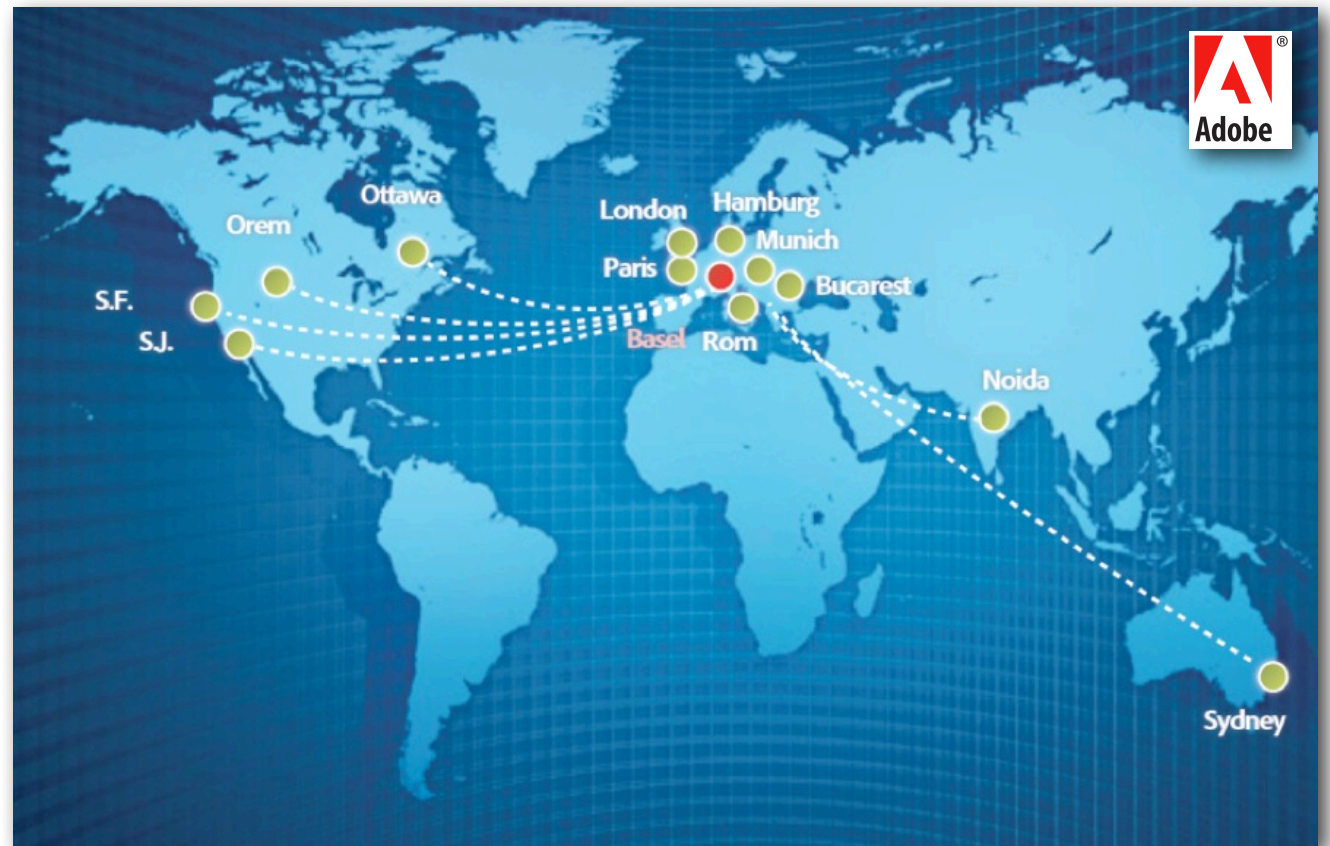 ®
Adobe
Ottawa
Orem
London
Hamburg
Munich
Paris
Bucarest
S.F.
S.J.
Basel
Rom
Noida
Sydney